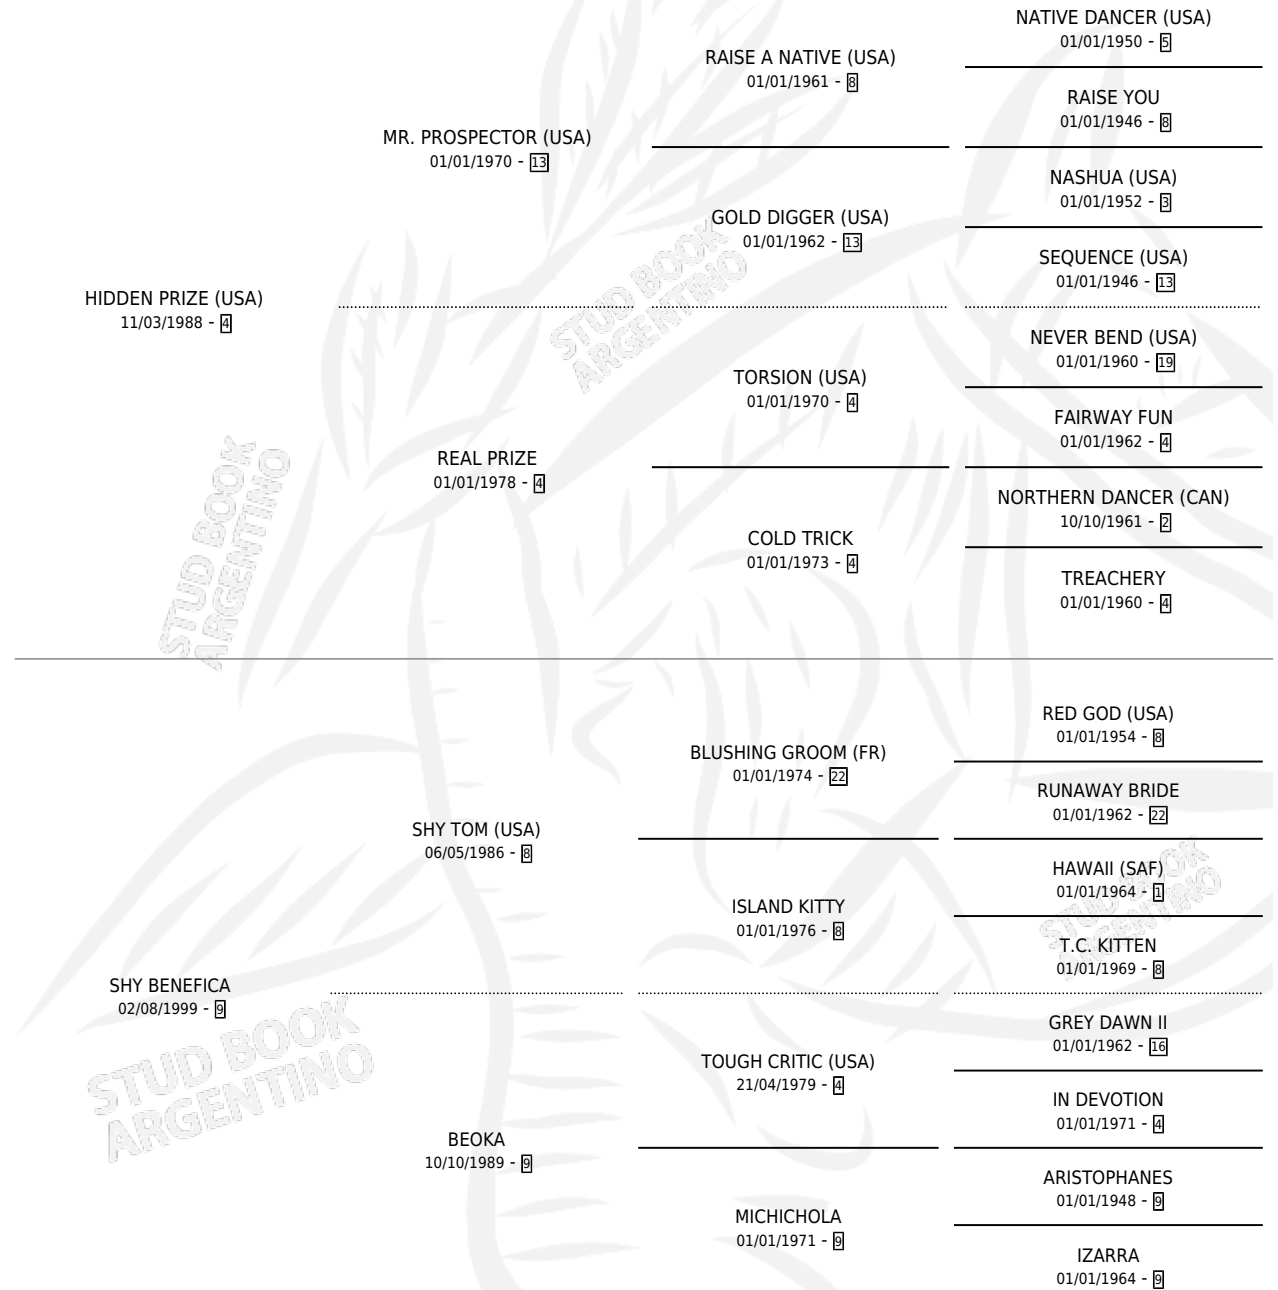 NATIVE DANCER (USA)
01/01/1950 - 5
RAISE A NATIVE (USA)
01/01/1961 - 8
RAISE YOU
01/01/1946 - 8
MR. PROSPECTOR (USA)
01/01/1970 - 13
NASHUA (USA)
01/01/1952 - 3
GOLD DIGGER (USA)
01/01/1962 - 13
SEQUENCE (USA)
01/01/1946 - 13
HIDDEN PRIZE (USA)
11/03/1988 - 4
STUD BOOK
ARGENTINO
NEVER BEND (USA)
01/01/1960 - 19
TORSION (USA)
01/01/1970 - 4
FAIRWAY FUN
01/01/1962 - 4
REAL PRIZE
01/01/1978 - 4
NORTHERN DANCER (CAN)
10/10/1961 - 2
COLD TRICK
01/01/1973 - 4
TREACHERY
01/01/1960 - 4
STUD BOOK
ARGENTINO
RED GOD (USA)
01/01/1954 - 8
BLUSHING GROOM (FR)
01/01/1974 - 22
RUNAWAY BRIDE
01/01/1962 - 22
SHY TOM (USA)
06/05/1986 - 8
HAWAII (SAF)
01/01/1964 - 1
ISLAND KITTY
01/01/1976 - 8
STUD BOOK
ARGENTINO
T.C. KITTEN
01/01/1969 - 8
SHY BENEFICA
02/08/1999 - 9
STUD BOOK
ARGENTINO
GREY DAWN II
01/01/1962 - 16
TOUGH CRITIC (USA)
21/04/1979 - 4
IN DEVOTION
01/01/1971 - 4
BEOKA
10/10/1989 - 9
ARISTOPHANES
01/01/1948 - 9
MICHICHOLA
01/01/1971 - 9
IZARRA
01/01/1964 - 9